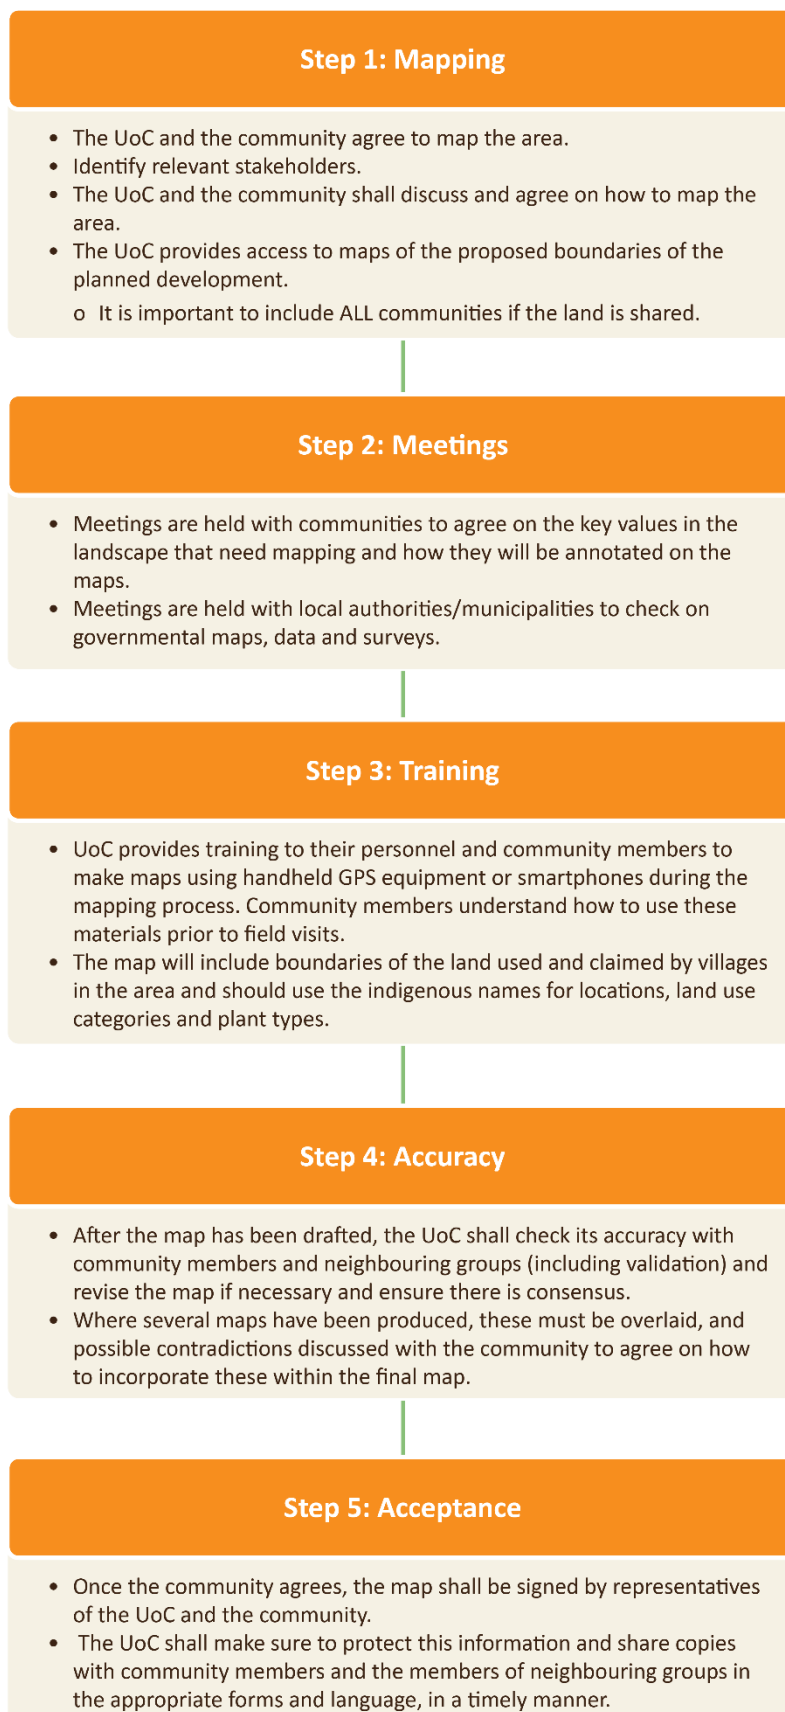 Step 1: Mapping
• The UoC and the community agree to map the area.
• Identify relevant stakeholders.
• The UoC and the community shall discuss and agree on how to map the
area.
• The UoC provides access to maps of the proposed boundaries of the
planned development.
o It is important to include ALL communities if the land is shared.
Step 2: Meetings
• Meetings are held with communities to agree on the key values in the
landscape that need mapping and how they will be annotated on the
maps.
• Meetings are held with local authorities/municipalities to check on
governmental maps, data and surveys.
Step 3: Training
• UoC provides training to their personnel and community members to
make maps using handheld GPS equipment or smartphones during the
mapping process. Community members understand how to use these
materials prior to field visits.
• The map will include boundaries of the land used and claimed by villages
in the area and should use the indigenous names for locations, land use
categories and plant types.
Step 4: Accuracy
• After the map has been drafted, the UoC shall check its accuracy with
community members and neighbouring groups (including validation) and
revise the map if necessary and ensure there is consensus.
• Where several maps have been produced, these must be overlaid, and
possible contradictions discussed with the community to agree on how
to incorporate these within the final map.
Step 5: Acceptance
• Once the community agrees, the map shall be signed by representatives
of the UoC and the community.
• The UoC shall make sure to protect this information and share copies
with community members and the members of neighbouring groups in
the appropriate forms and language, in a timely manner.